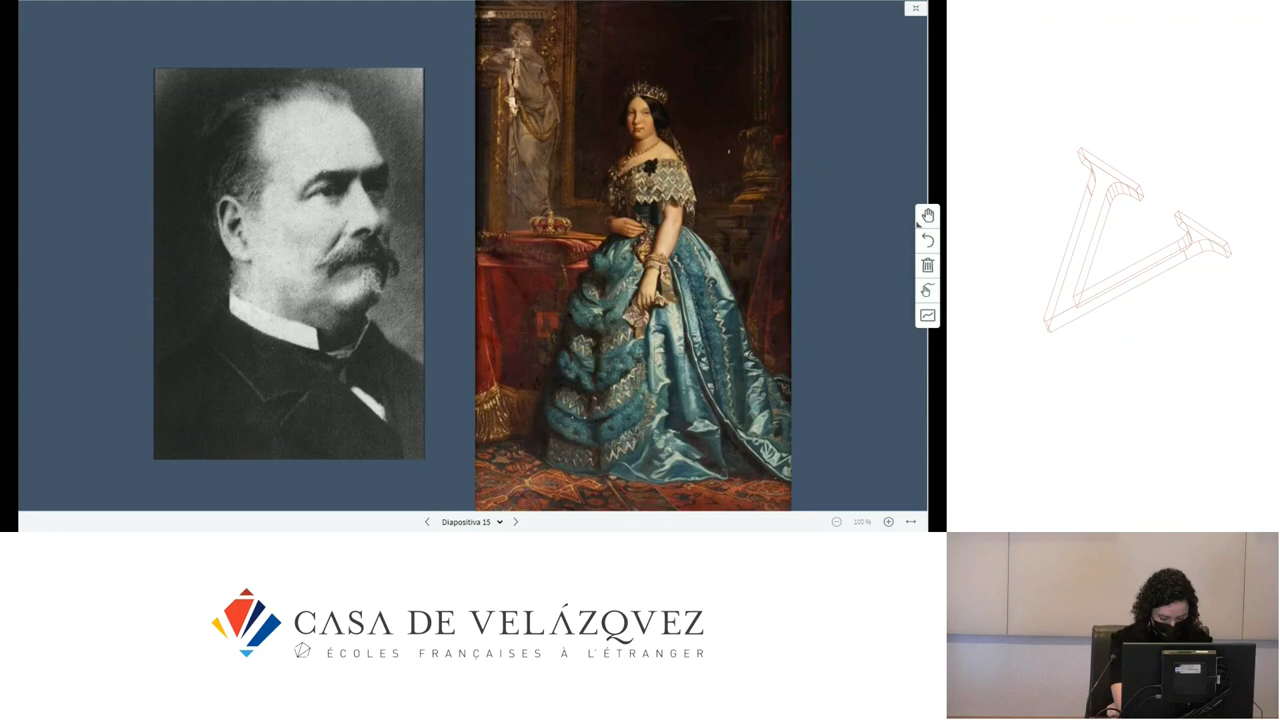 Diapositiva 15
100 %
CASA DE VELÁZQVEZ
ÉCOLES FRANÇAISES À L'ÉTRANGER